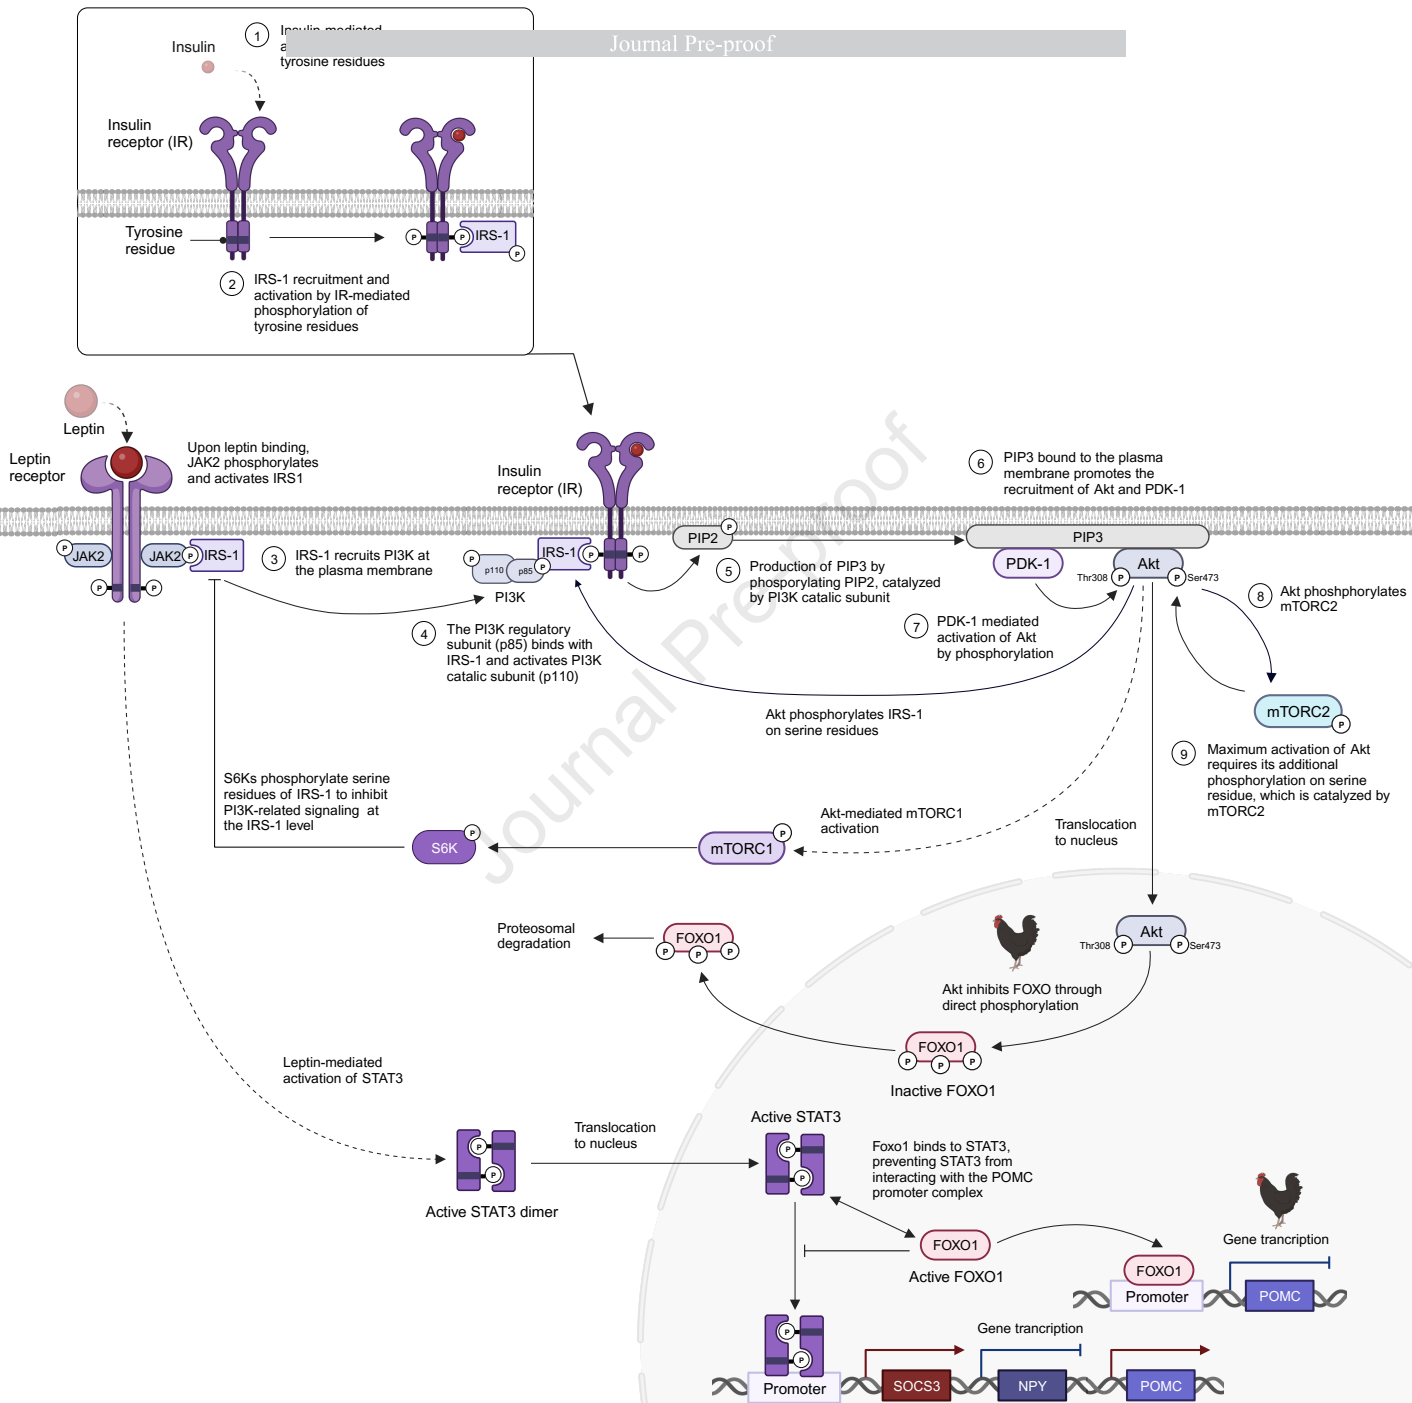 Journal Pre-proof
1
Insulin-mediated
a
tyrosine residues
Insulin
Insulin
receptor (IR)
Tyrosine
residue
P
P
IRS-1
P
2
IRS-1 recruitment and
activation by IR-mediated
phosphorylation of
tyrosine residues
Leptin
Leptin
receptor
Upon leptin binding,
JAK2 phosphorylates
and activates IRS1
P
JAK2
JAK2
P
IRS-1
P
P
3
IRS-1 recruits PI3K at
the plasma membrane
Insulin
receptor (IR)
P
p110
p85
P
IRS-1
P
P
PI3K
4
The PI3K regulatory
subunit (p85) binds with
IRS-1 and activates PI3K
catalic subunit (p110)
PIP2
P
5
Production of PIP3 by
phosporylating PIP2, catalyzed
by PI3K catalic subunit
6
PIP3 bound to the plasma
membrane promotes the
recruitment of Akt and PDK-1
PIP3
PDK-1
Akt
Thr308
P
P
Ser473
7
PDK-1 mediated
activation of Akt
by phosphorylation
8
Akt phoshphorylates
mTORC2
mTORC2
P
9
Maximum activation of Akt
requires its additional
phosphorylation on serine
residue, which is catalyzed by
mTORC2
Akt phosphorylates IRS-1
on serine residues
S6Ks phosphorylate serine
residues of IRS-1 to inhibit
PI3K-related signaling at
the IRS-1 level
S6K
P
mTORC1
P
Akt-mediated mTORC1
activation
Translocation
to nucleus
Journal Pre-proof
Proteosomal
degradation
FOXO1
P
P
P
Akt
Thr308
P
P
Ser473
Akt inhibits FOXO through
direct phosphorylation
FOXO1
P
P
P
Inactive FOXO1
Leptin-mediated
activation of STAT3
P
P
Active STAT3 dimer
Translocation
to nucleus
Active STAT3
P
P
Foxo1 binds to STAT3,
preventing STAT3 from
interacting with the POMC
promoter complex
FOXO1
Active FOXO1
Gene trancription
FOXO1
Promoter
POMC
Gene trancription
P
P
Promoter
SOCS3
NPY
POMC